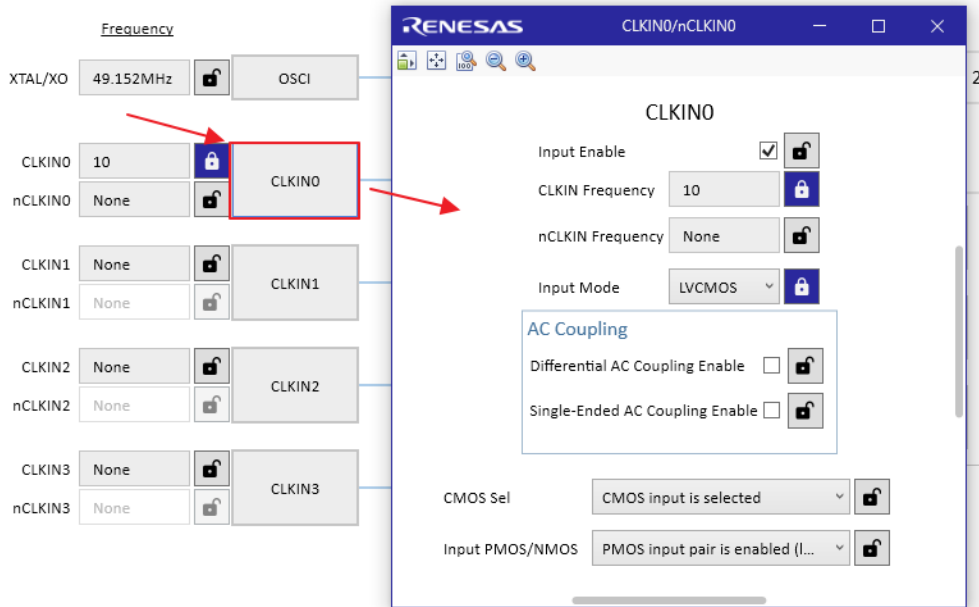 Frequency
XTAL/XO 49.152MHz OSCI
CLKIN0 10
CLKIN0
nCLKIN0 None
CLKIN1 None
CLKIN1
nCLKIN1 None
CLKIN2 None
CLKIN2
nCLKIN2 None
CLKIN3 None
CLKIN3
nCLKIN3 None
2
RENESAS CLKIN0/nCLKIN0
100
CLKIN0
Input Enable
CLKIN Frequency 10
nCLKIN Frequency None
Input Mode LVCMOS
AC Coupling
Differential AC Coupling Enable
Single-Ended AC Coupling Enable
CMOS Sel CMOS input is selected
Input PMOS/NMOS PMOS input pair is enabled (l...